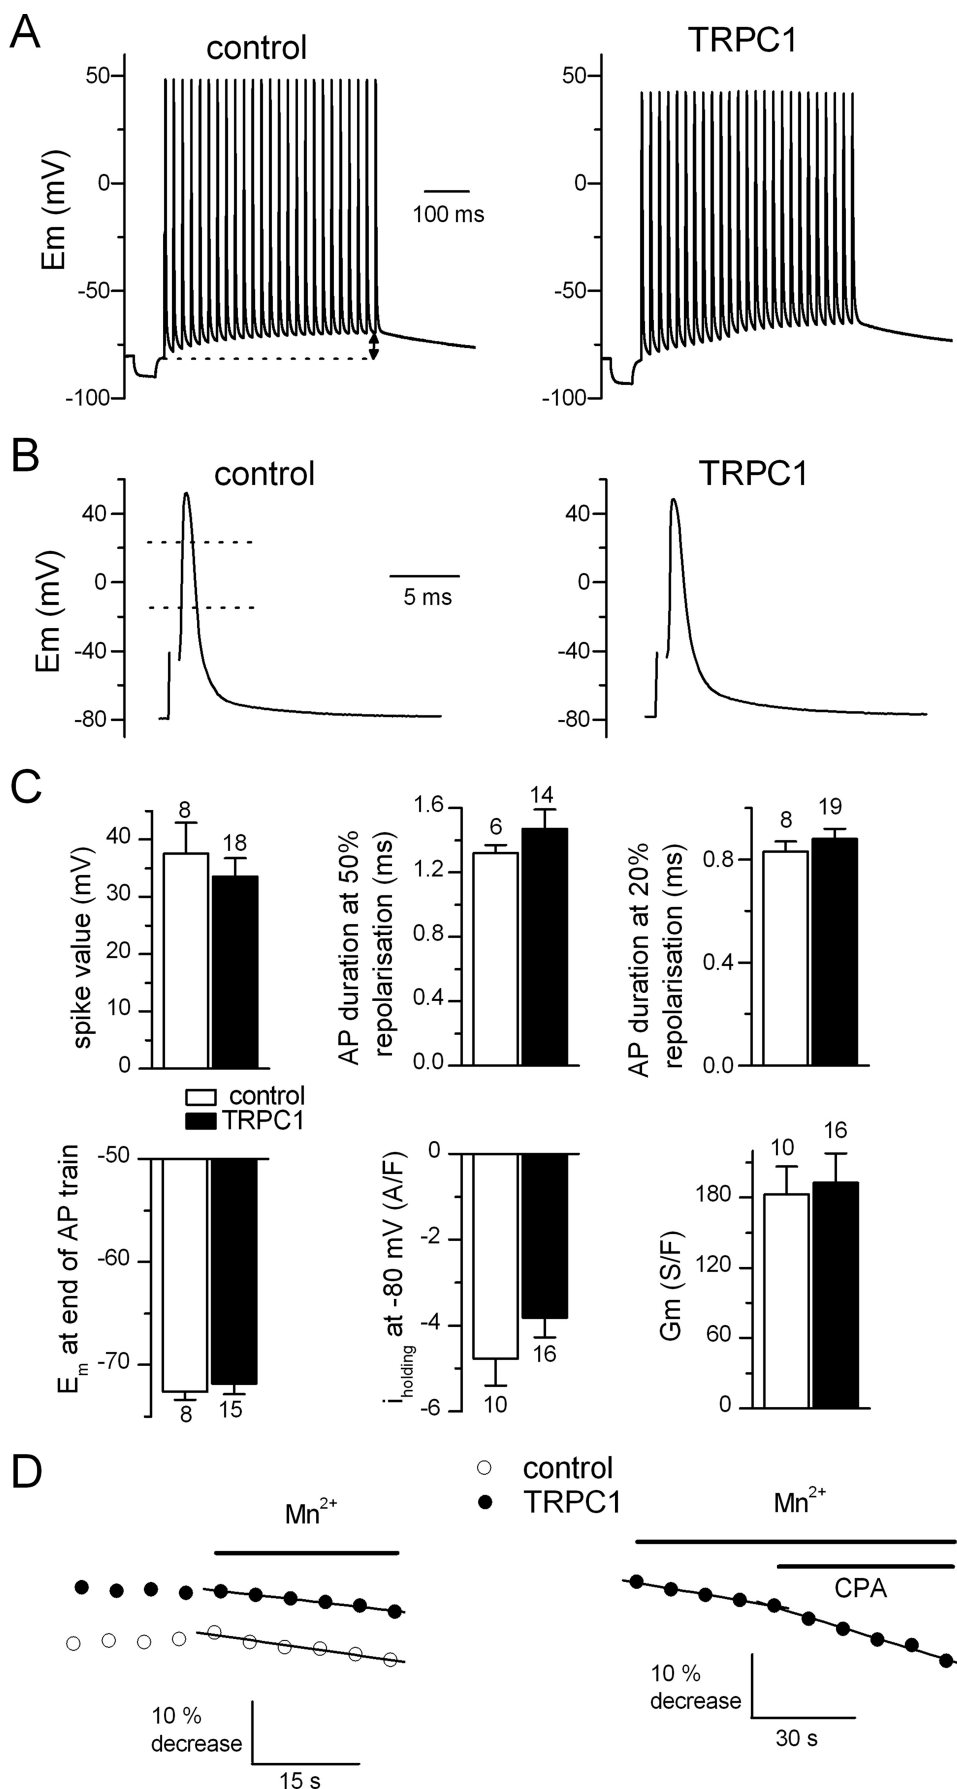 A
control
TRPC1
50
0
-50
-100
Em (mV)
100 ms
50
0
-50
-100
B
control
TRPC1
40
0
-40
-80
Em (mV)
5 ms
40
0
-40
-80
C
spike value (mV)
40
30
20
10
0
8
18
AP duration at 50%
repolarisation (ms)
1.6
1.2
0.8
0.4
0.0
6
14
AP duration at 20%
repolarisation (ms)
0.8
0.4
0.0
8
19
control
TRPC1
Em at end of AP train
-50
-60
-70
8
15
iholding at -80 mV (A/F)
0
-2
-4
-6
10
16
Gm (S/F)
180
120
60
0
10
16
D
control
TRPC1
Mn2+
10 %
decrease
15 s
Mn2+
CPA
10 %
decrease
30 s